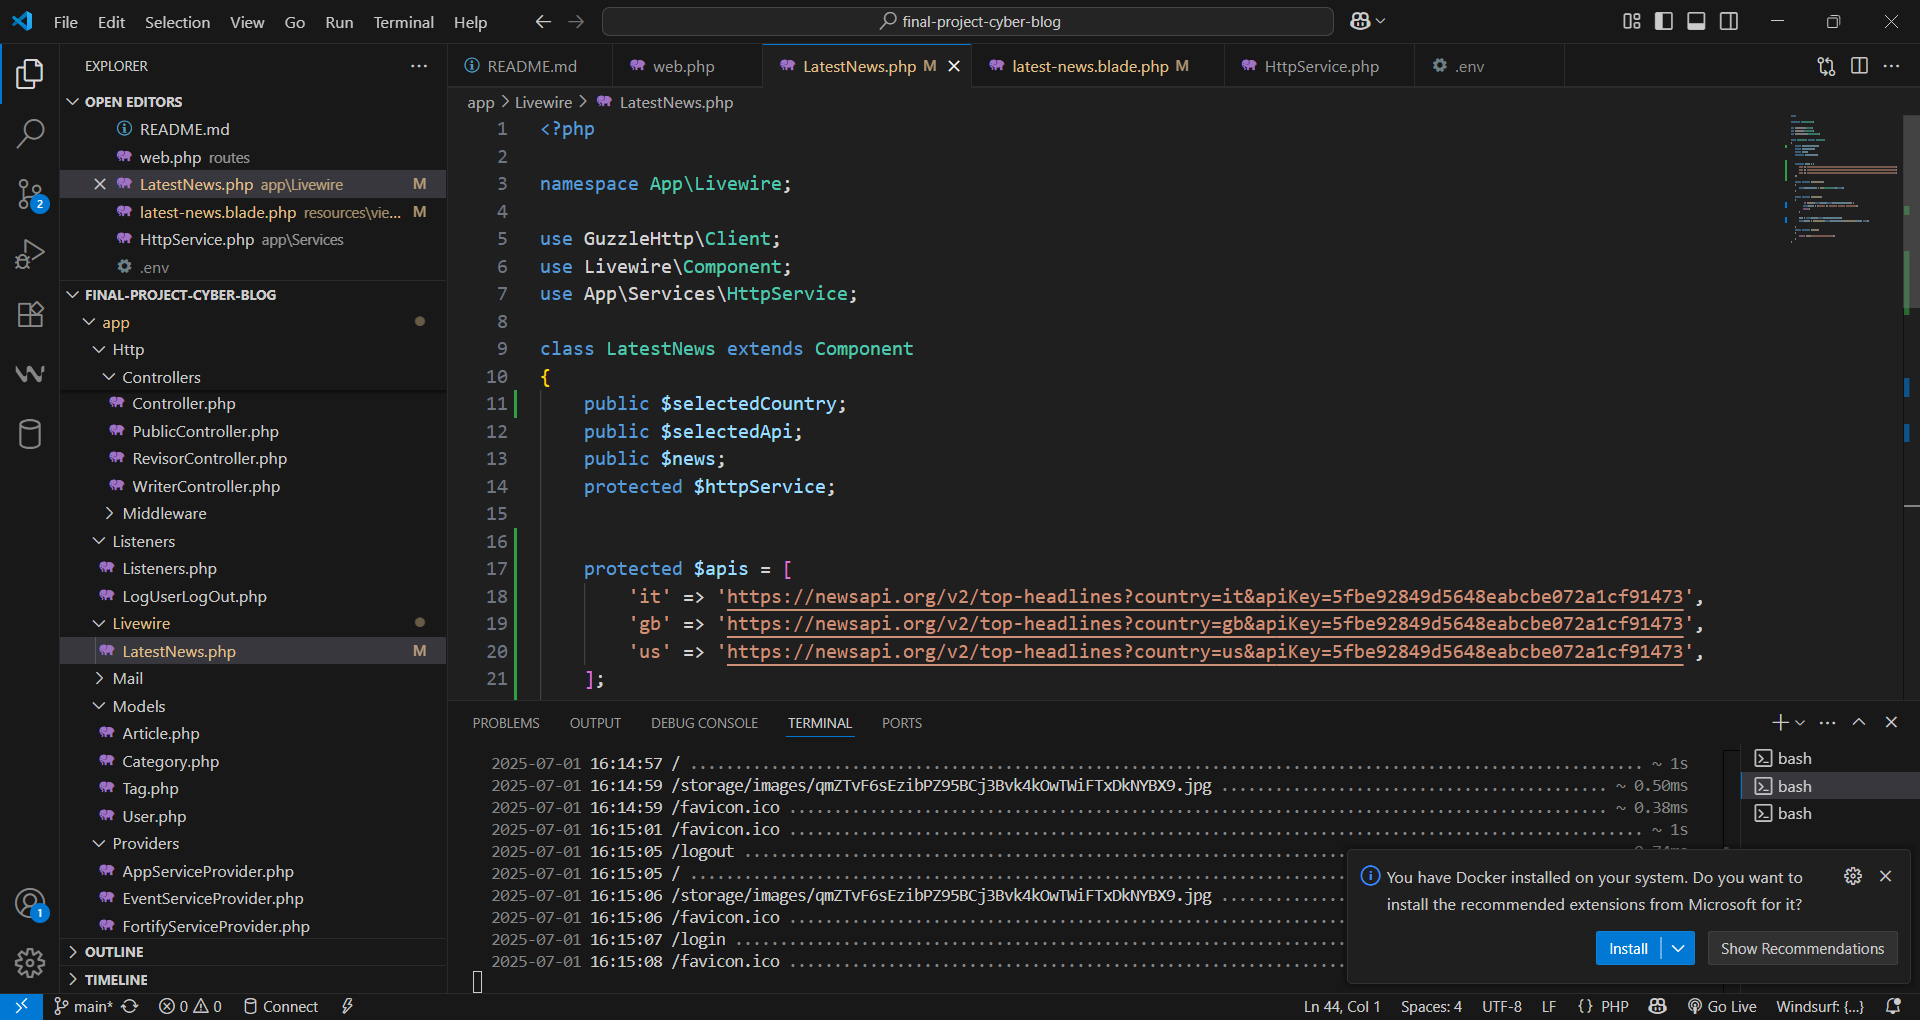 File Edit Selection View Go Run Terminal Help
final-project-cyber-blog
EXPLORER
OPEN EDITORS
README.md
web.php routes
LatestNews.php app\Livewire M
latest-news.blade.php resources\vie... M
HttpService.php app\Services
.env
FINAL-PROJECT-CYBER-BLOG
app
Http
Controllers
Controller.php
PublicController.php
RevisorController.php
WriterController.php
Middleware
Listeners
Listeners.php
LogUserLogOut.php
Livewire
LatestNews.php M
Mail
Models
Article.php
Category.php
Tag.php
User.php
Providers
AppServiceProvider.php
EventServiceProvider.php
FortifyServiceProvider.php
OUTLINE
TIMELINE
2
1
README.md web.php LatestNews.php M latest-news.blade.php M HttpService.php .env
app > Livewire > LatestNews.php
1 <?php
2
3 namespace App\Livewire;
4
5 use GuzzleHttp\Client;
6 use Livewire\Component;
7 use App\Services\HttpService;
8
9 class LatestNews extends Component
10 {
11 public $selectedCountry;
12 public $selectedApi;
13 public $news;
14 protected $httpService;
15
16
17 protected $apis = [
18 'it' => 'https://newsapi.org/v2/top-headlines?country=it&apiKey=5fbe92849d5648eabcbe072a1cf91473',
19 'gb' => 'https://newsapi.org/v2/top-headlines?country=gb&apiKey=5fbe92849d5648eabcbe072a1cf91473',
20 'us' => 'https://newsapi.org/v2/top-headlines?country=us&apiKey=5fbe92849d5648eabcbe072a1cf91473',
21 ];
PROBLEMS OUTPUT DEBUG CONSOLE TERMINAL PORTS
2025-07-01 16:14:57 / ........ ~ 1s
2025-07-01 16:14:59 /storage/images/qmZTvF6sEzibPZ95BCj3Bvk4kOwTWiFTxDkNYBX9.jpg ........ ~ 0.50ms
2025-07-01 16:14:59 /favicon.ico ........ ~ 0.38ms
2025-07-01 16:15:01 /favicon.ico ........ ~ 1s
2025-07-01 16:15:05 /logout ........
2025-07-01 16:15:05 / ........
2025-07-01 16:15:06 /storage/images/qmZTvF6sEzibPZ95BCj3Bvk4kOwTWiFTxDkNYBX9.jpg ........
2025-07-01 16:15:06 /favicon.ico ........
2025-07-01 16:15:07 /login ........
2025-07-01 16:15:08 /favicon.ico ........
bash
bash
bash
You have Docker installed on your system. Do you want to
install the recommended extensions from Microsoft for it?
Install Show Recommendations
main* 0 0 Connect Ln 44, Col 1 Spaces: 4 UTF-8 LF {} PHP Go Live Windsurf: {...}